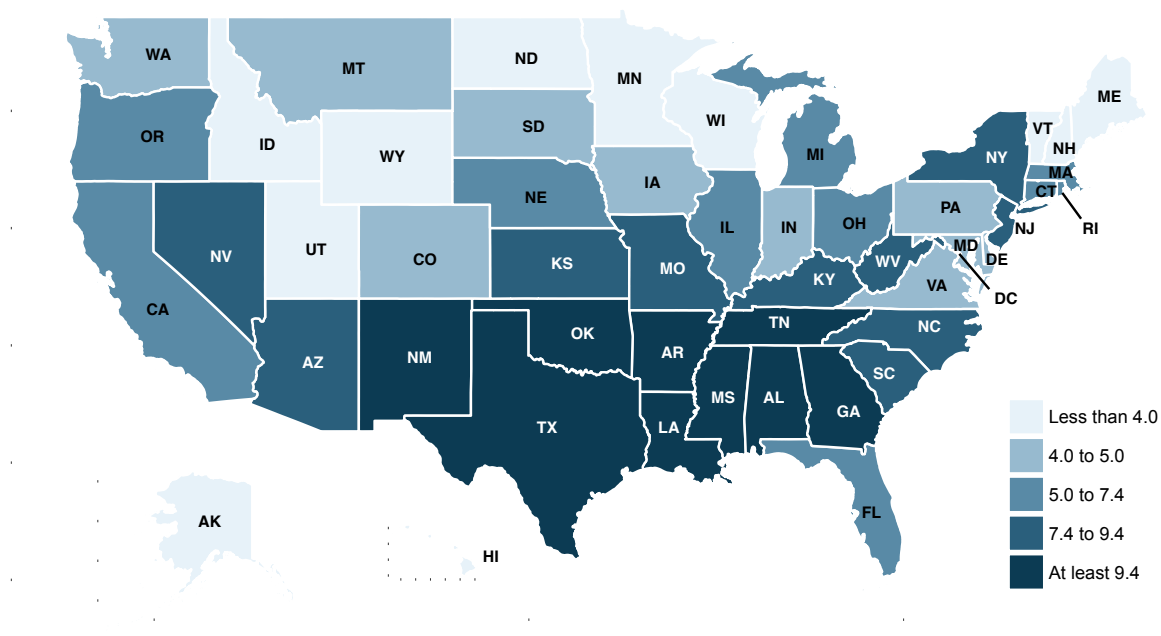 WA
MT
ND
MN
ME
OR
ID
SD
WI
VT
NH
WY
MI
NY
MA
IA
NE
CT
PA
NV
UT
CO
IL
IN
OH
NJ
RI
KS
MO
WV
MD
DE
KY
VA
DC
CA
OK
TN
NC
AZ
NM
AR
SC
TX
MS
AL
GA
LA
FL
AK
HI
Less than 4.0
4.0 to 5.0
5.0 to 7.4
7.4 to 9.4
At least 9.4